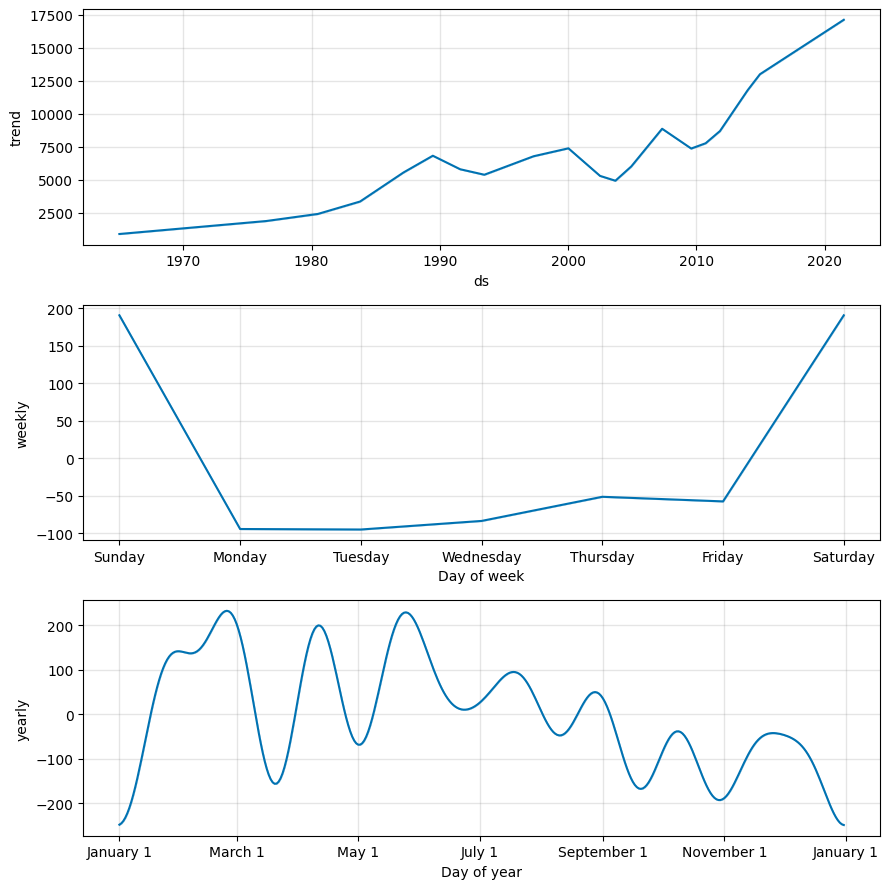 17500
15000
12500
10000
7500
5000
2500
trend
1970 1980 1990 2000 2010 2020
ds
200
150
100
50
0
−50
−100
weekly
Sunday Monday Tuesday Wednesday Thursday Friday Saturday
Day of week
200
100
0
−100
−200
yearly
January 1 March 1 May 1 July 1 September 1 November 1 January 1
Day of year